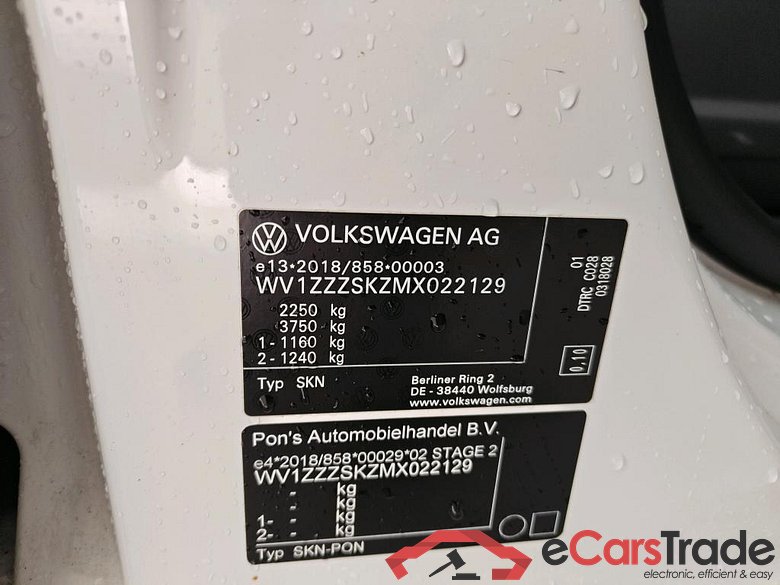 VOLKSWAGEN AG
e13*2018/858*00003
WV1ZZZSKZMX022129
2250 kg
3750 kg
1 - 1160 kg
2 - 1240 kg
Typ SKN
Berliner Ring 2
DE - 38440 Wolfsburg
www.volkswagen.com
01
DTRC C028
0318028
0,10
Pon's Automobielhandel B.V.
e4*2018/858*00029*02 STAGE 2
WV1ZZZSKZMX022129
- kg
- kg
1- - kg
2- - kg
Typ SKN-PON
eCarsTrade
electronic, efficient & easy